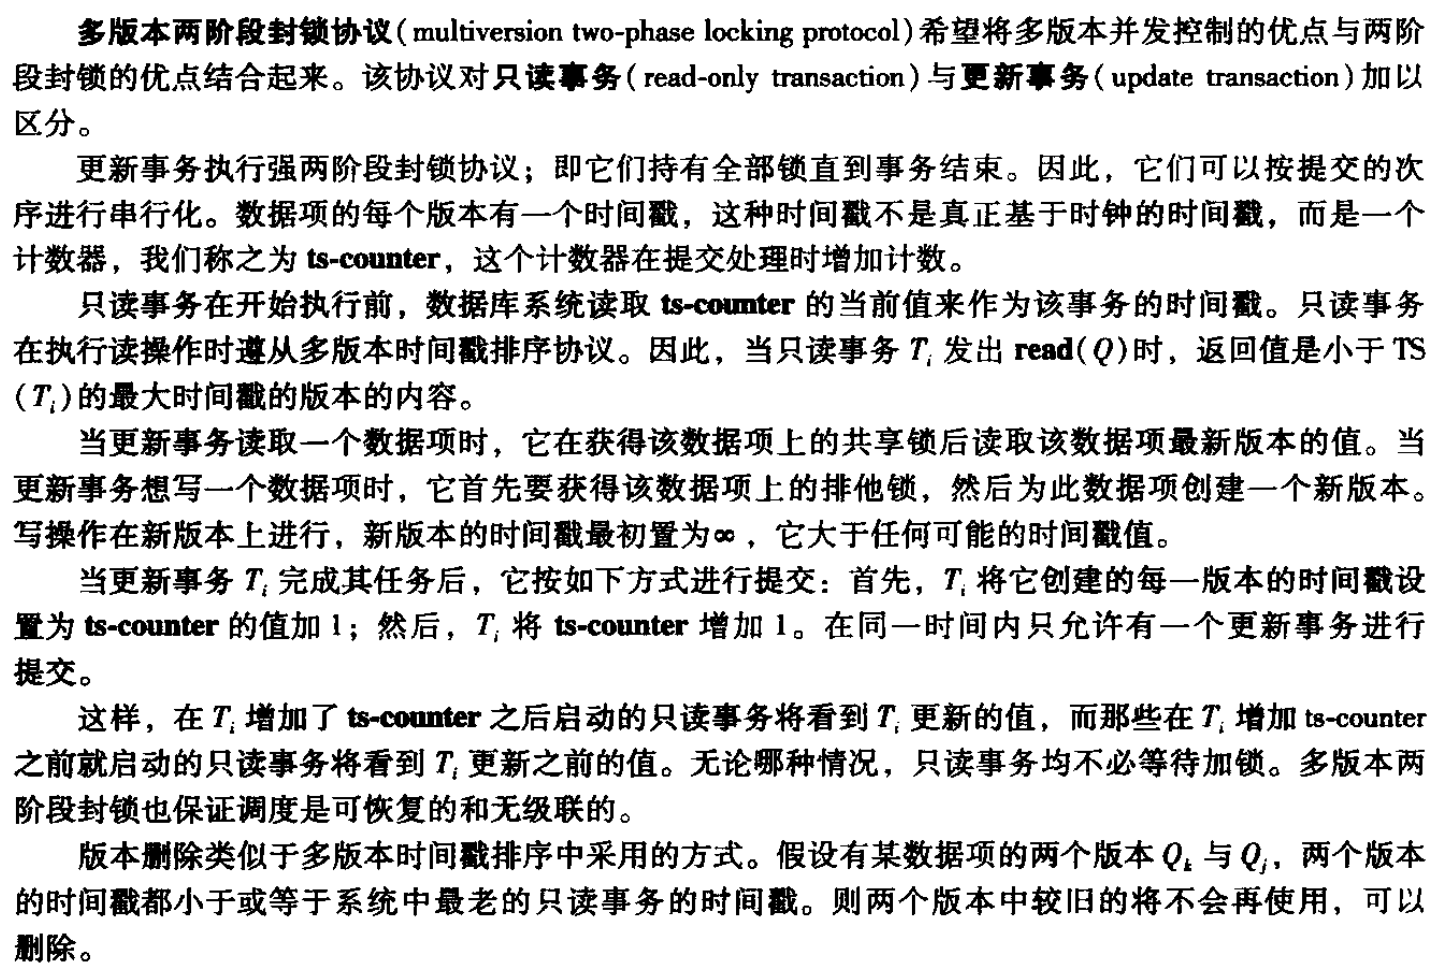 多版本两阶段封锁协议(multiversion two-phase locking protocol)希望将多版本并发控制的优点与两阶
段封锁的优点结合起来。该协议对只读事务(read-only transaction)与更新事务(update transaction)加以
区分。
更新事务执行强两阶段封锁协议；即它们持有全部锁直到事务结束。因此，它们可以按提交的次
序进行串行化。数据项的每个版本有一个时间戳，这种时间戳不是真正基于时钟的时间戳，而是一个
计数器，我们称之为 ts-counter，这个计数器在提交处理时增加计数。
只读事务在开始执行前，数据库系统读取 ts-counter 的当前值来作为该事务的时间戳。只读事务
在执行读操作时遵从多版本时间戳排序协议。因此，当只读事务 Ti 发出 read(Q)时，返回值是小于 TS
(Ti)的最大时间戳的版本的内容。
当更新事务读取一个数据项时，它在获得该数据项上的共享锁后读取该数据项最新版本的值。当
更新事务想写一个数据项时，它首先要获得该数据项上的排他锁，然后为此数据项创建一个新版本。
写操作在新版本上进行，新版本的时间戳最初置为∞，它大于任何可能的时间戳值。
当更新事务 Ti 完成其任务后，它按如下方式进行提交：首先，Ti 将它创建的每一版本的时间戳设
置为 ts-counter 的值加 1；然后，Ti 将 ts-counter 增加 1。在同一时间内只允许有一个更新事务进行
提交。
这样，在 Ti 增加了 ts-counter 之后启动的只读事务将看到 Ti 更新的值，而那些在 Ti 增加 ts-counter
之前就启动的只读事务将看到 Ti 更新之前的值。无论哪种情况，只读事务均不必等待加锁。多版本两
阶段封锁也保证调度是可恢复的和无级联的。
版本删除类似于多版本时间戳排序中采用的方式。假设有某数据项的两个版本 Qk 与 Qj，两个版本
的时间戳都小于或等于系统中最老的只读事务的时间戳。则两个版本中较旧的将不会再使用，可以
删除。